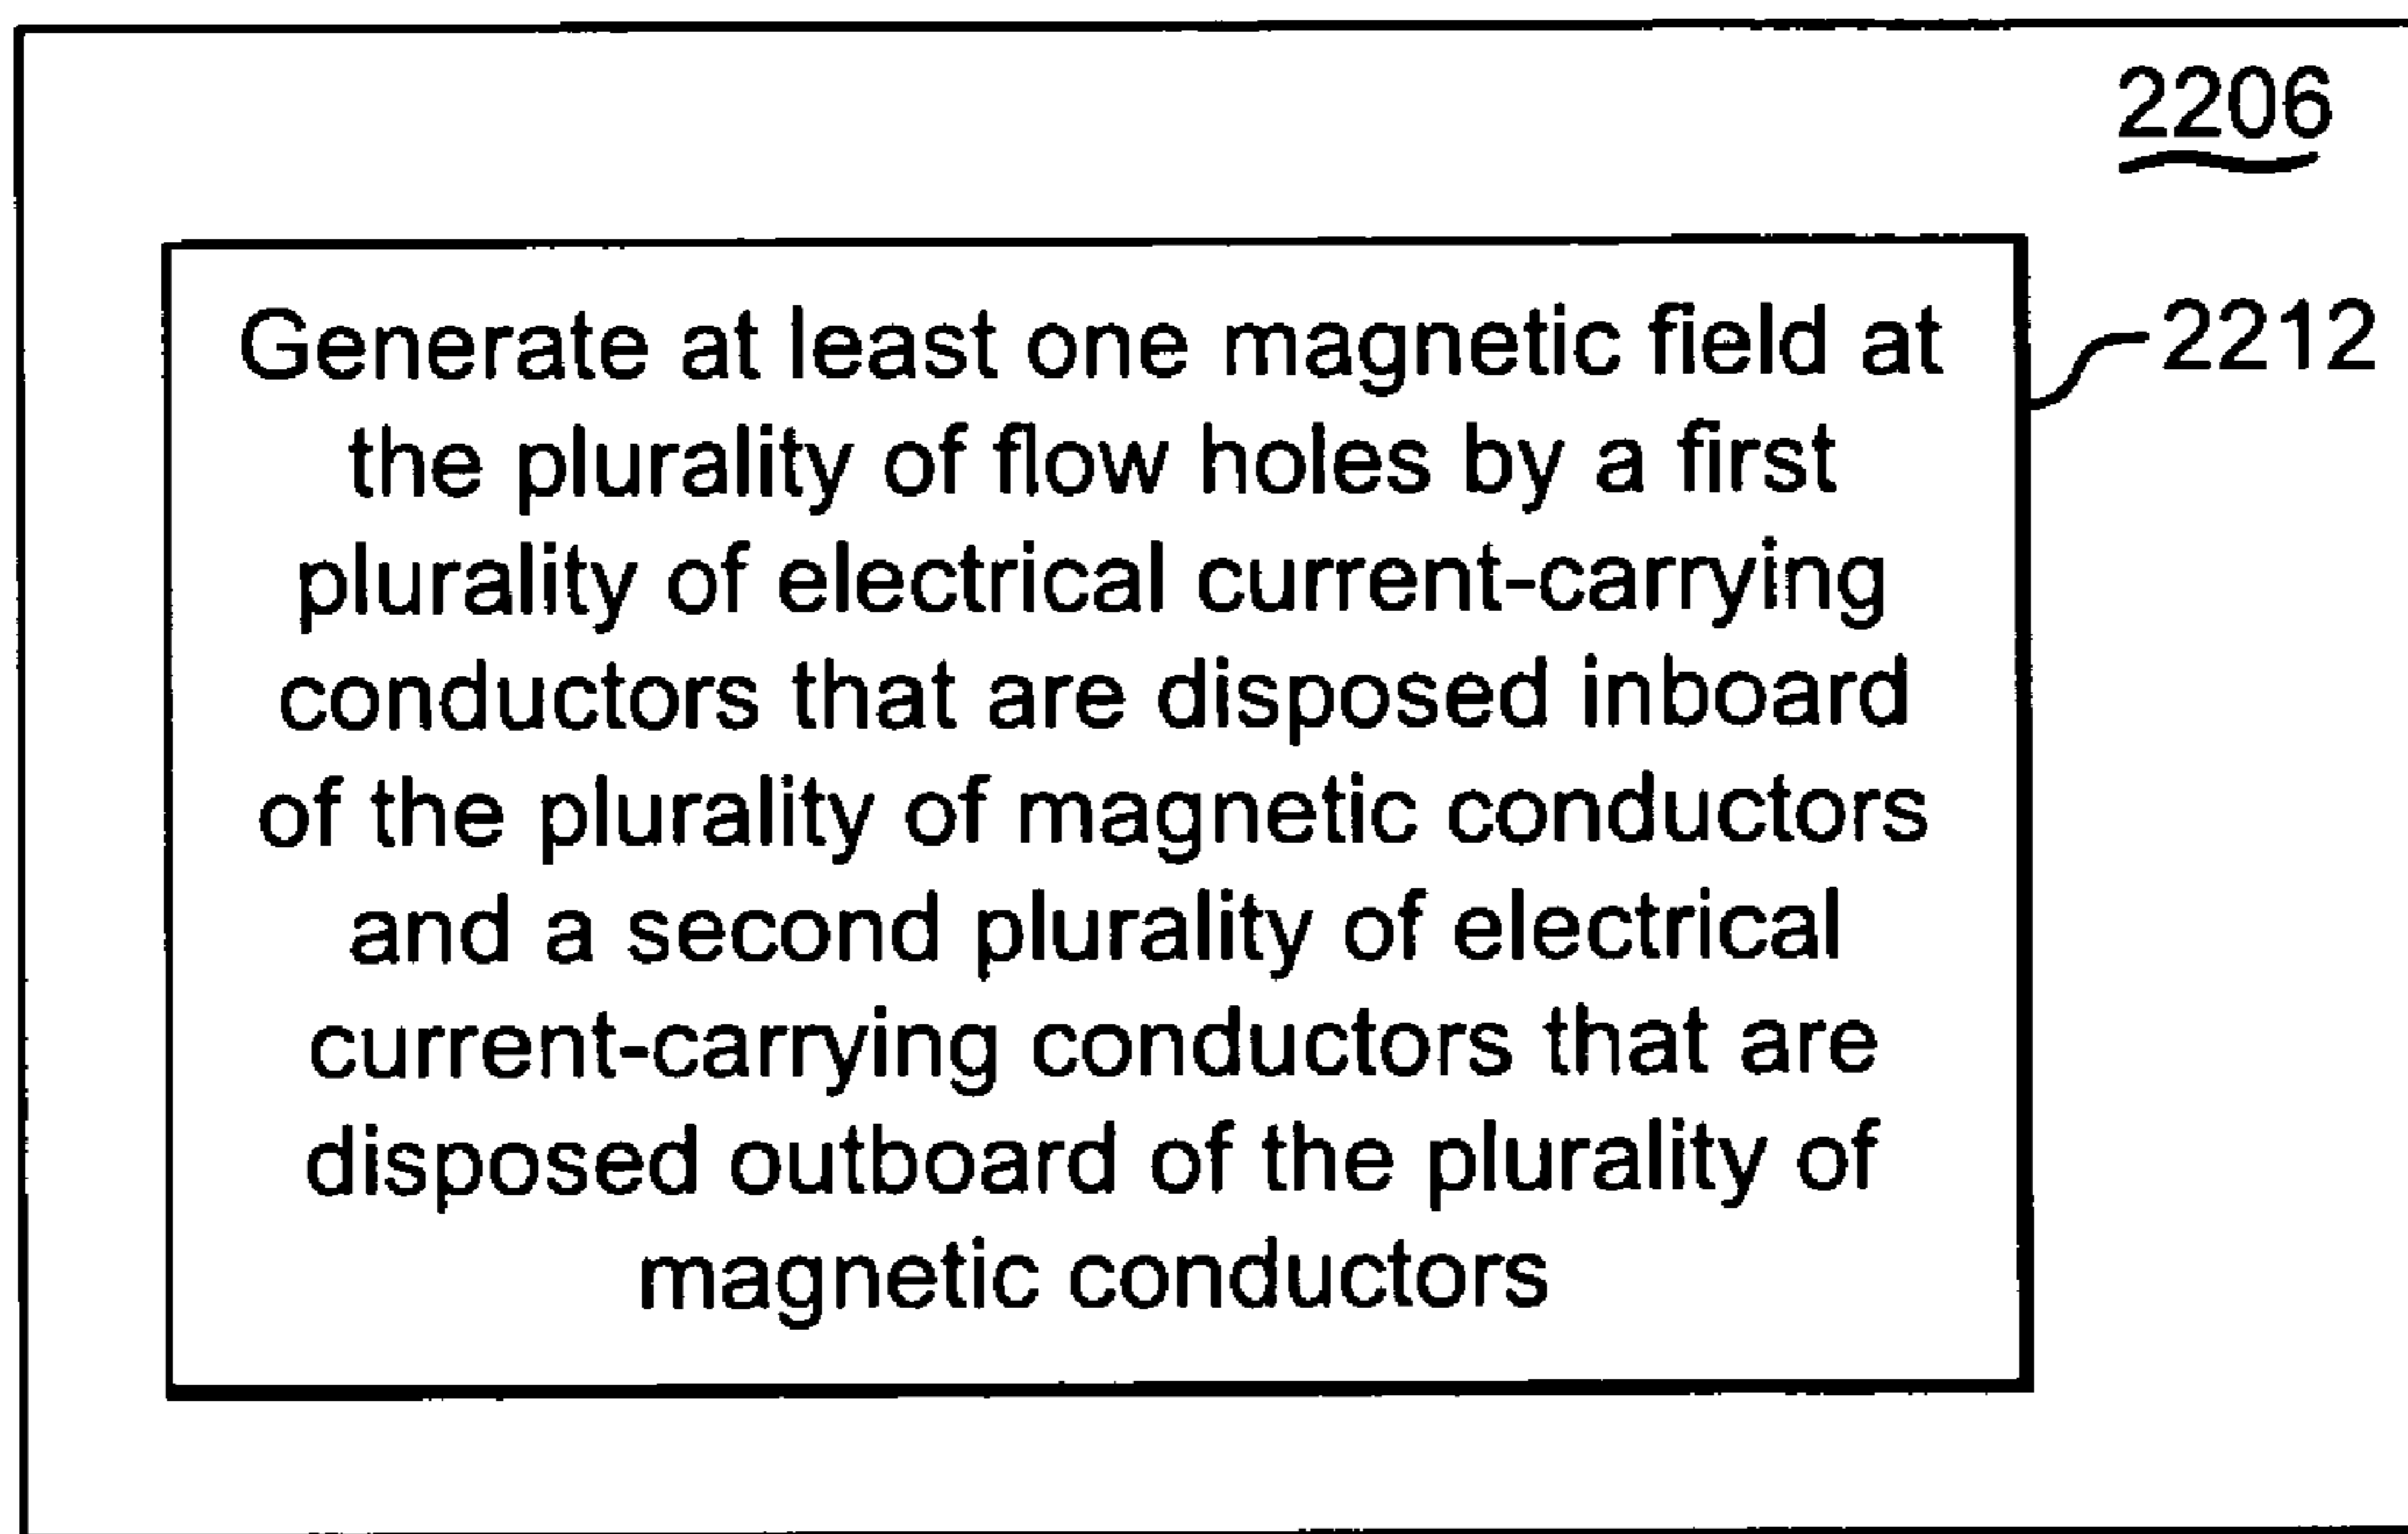 2206
Generate at least one magnetic field at
2212
the plurality of flow holes by a first
plurality of electrical current-carrying
conductors that are disposed inboard
of the plurality of magnetic conductors
and a second plurality of electrical
current-carrying conductors that are
disposed outboard of the plurality of
magnetic conductors